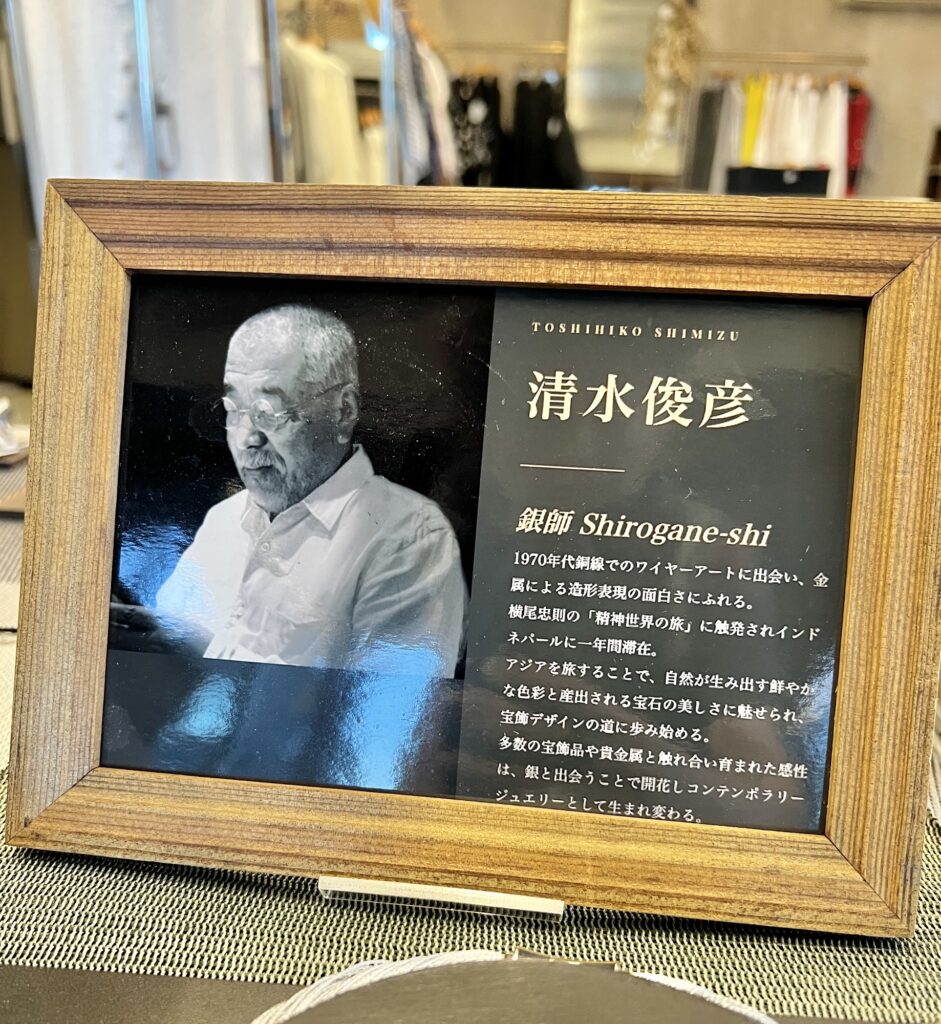 TOSHIHIKO SHIMIZU
清水俊彦
銀師 Shirogane-shi
1970年代銅線でのワイヤーアートに出会い、金
属による造形表現の面白さにふれる。
横尾忠則の「精神世界の旅」に触発されインド
ネパールに一年間滞在。
アジアを旅することで、自然が生み出す鮮やか
な色彩と産出される宝石の美しさに魅せられ、
宝飾デザインの道に歩み始める。
多数の宝飾品や貴金属と触れ合い育まれた感性
は、銀と出会うことで開花しコンテンポラリー
ジュエリーとして生まれ変わる。